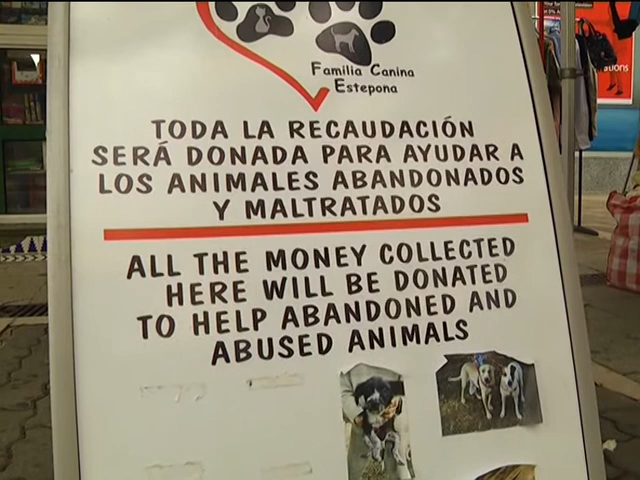 Familia Canina
Estepona
TODA LA RECAUDACIÓN
SERÁ DONADA PARA AYUDAR A
LOS ANIMALES ABANDONADOS
Y MALTRATADOS
ALL THE MONEY COLLECTED
HERE WILL BE DONATED
TO HELP ABANDONED AND
ABUSED ANIMALS